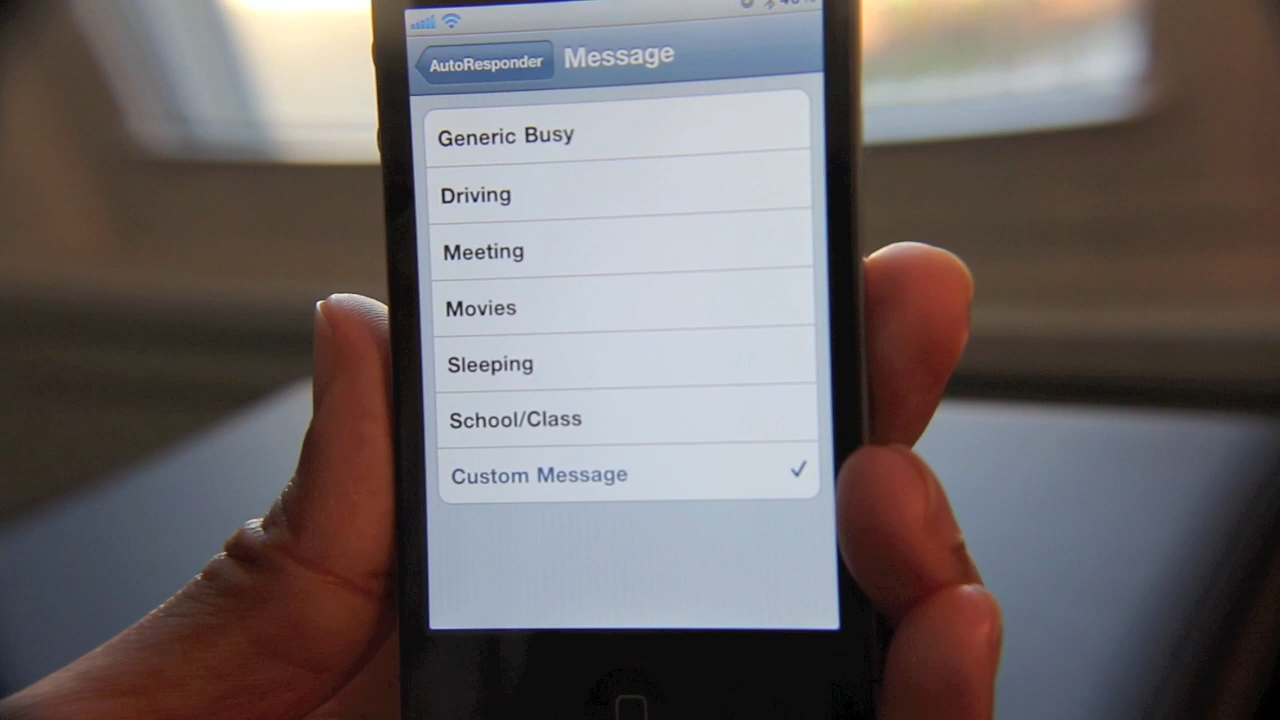 AutoResponder
Message
Generic Busy
Driving
Meeting
Movies
Sleeping
School/Class
Custom Message